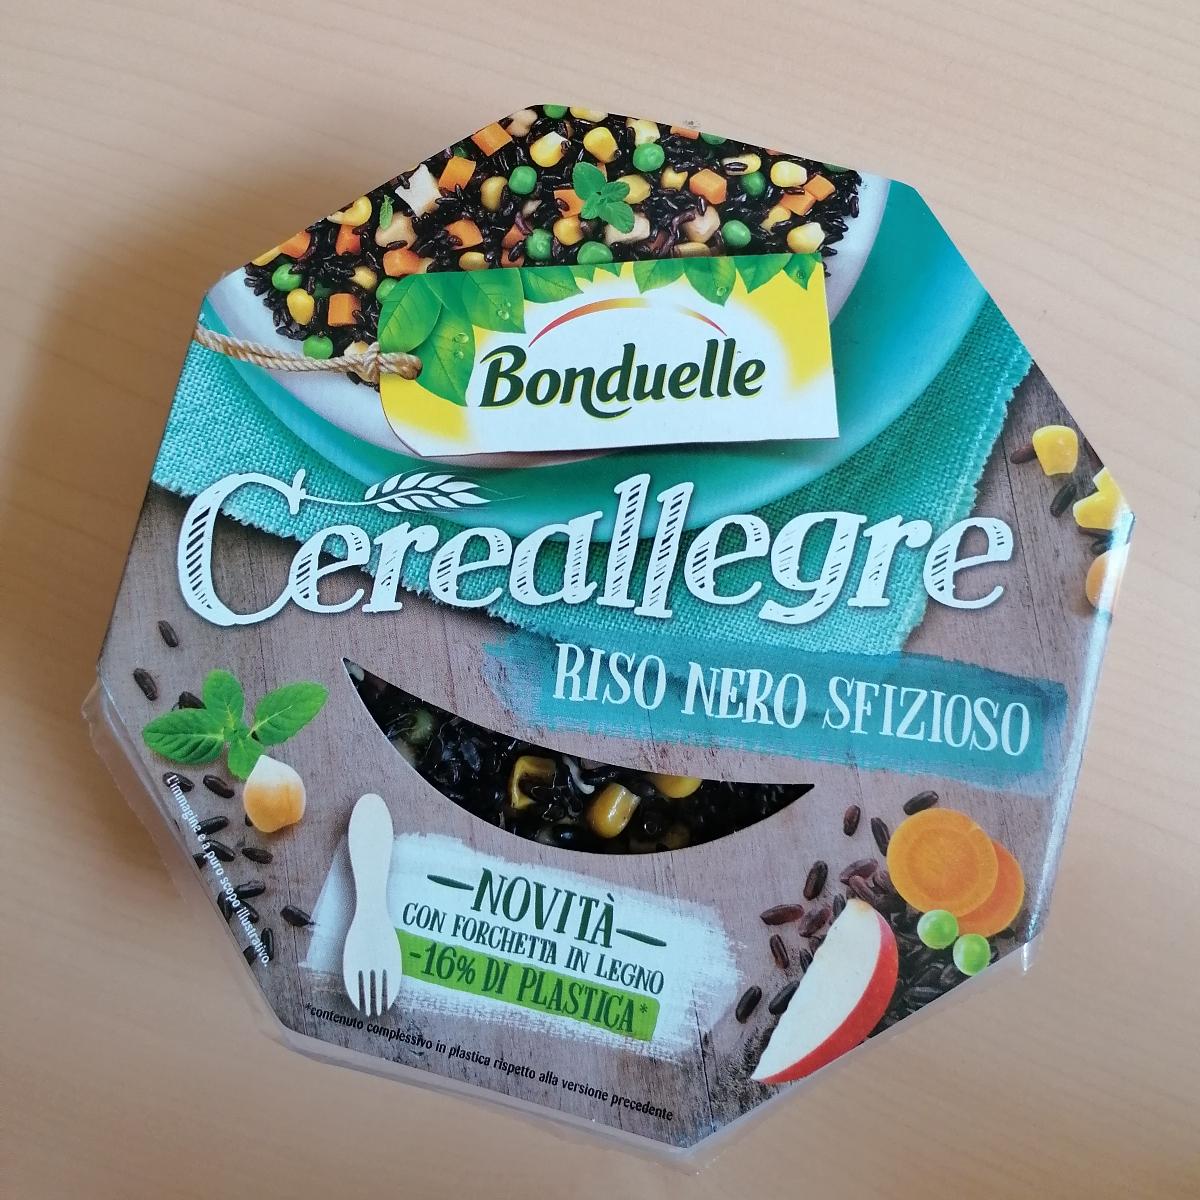 Bonduelle
Cereallegre
RISO NERO SFIZIOSO
NOVITÀ
CON FORCHETTA IN LEGNO
-16% DI PLASTICA*
*contenuto complessivo in plastica rispetto alla versione precedente
L'immagine è a puro scopo illustrativo.